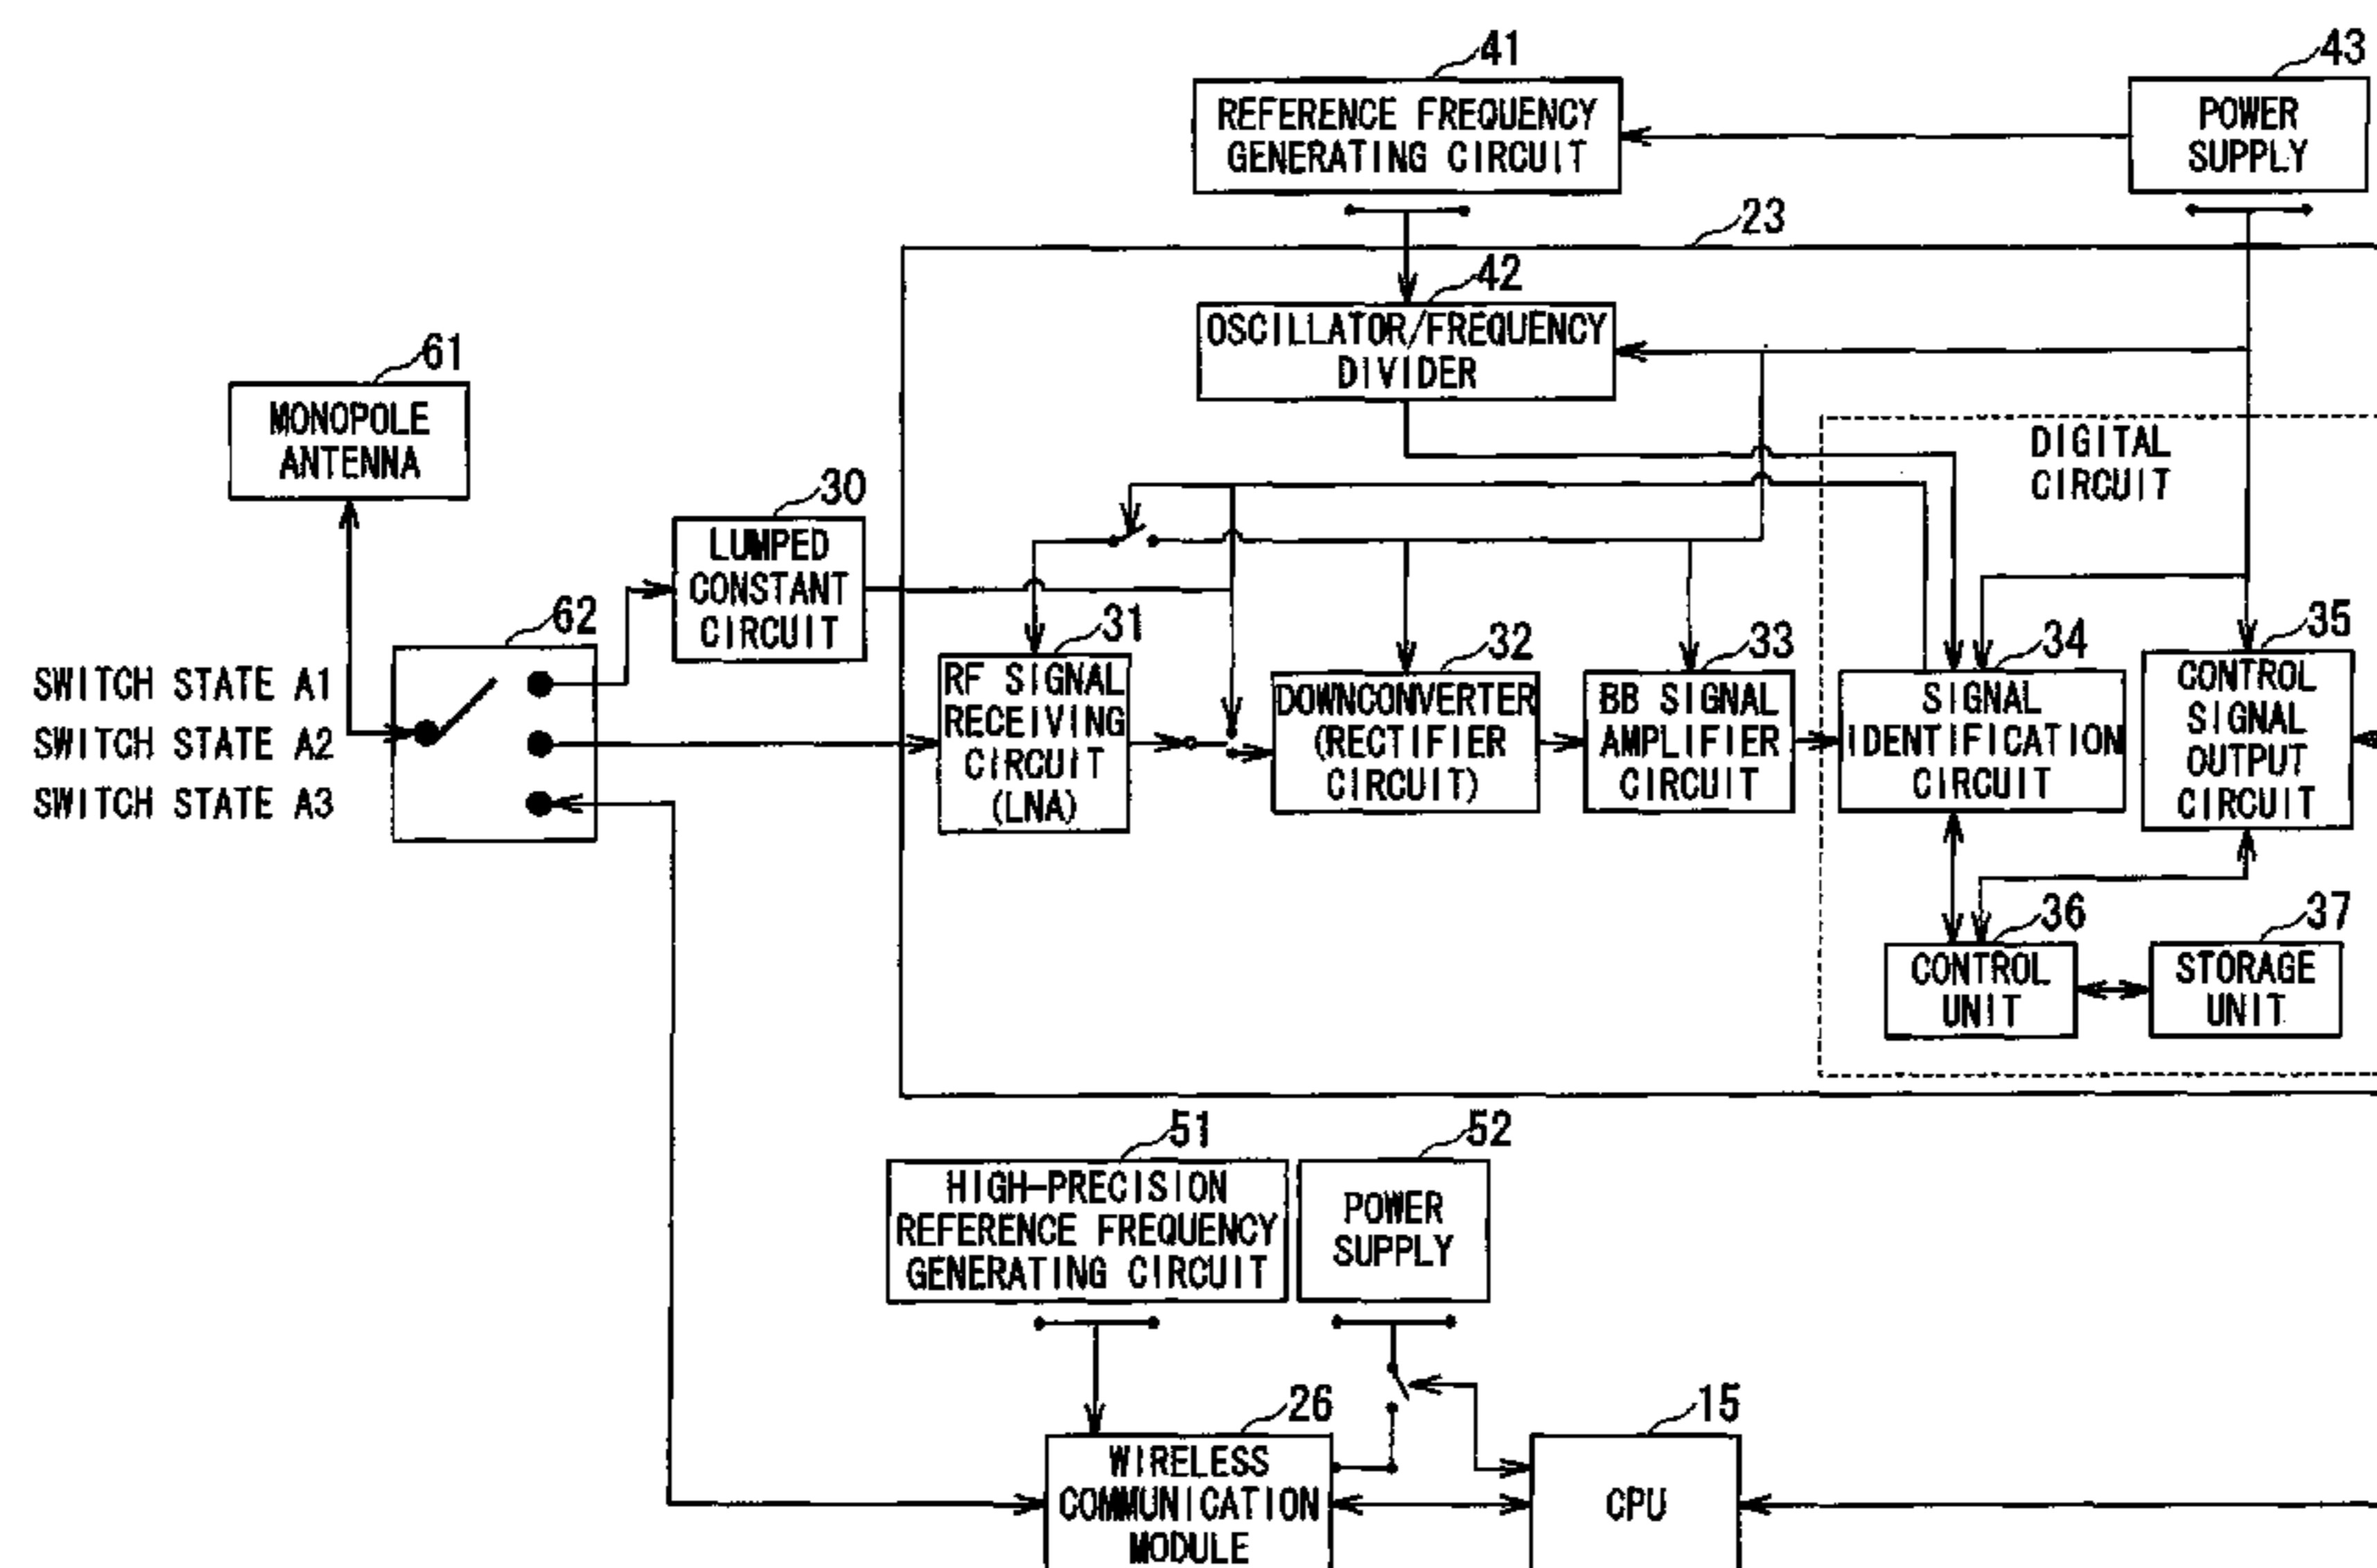 41
REFERENCE FREQUENCY
GENERATING CIRCUIT
43
POWER
SUPPLY
23
42
OSCILLATOR/FREQUENCY
DIVIDER
61
MONOPOLE
ANTENNA
DIGITAL
CIRCUIT
30
LUMPED
CONSTANT
CIRCUIT
62
SWITCH STATE A1
SWITCH STATE A2
SWITCH STATE A3
31
RF SIGNAL
RECEIVING
CIRCUIT
(LNA)
32
DOWNCONVERTER
(RECTIFIER
CIRCUIT)
33
BB SIGNAL
AMPLIFIER
CIRCUIT
34
SIGNAL
IDENTIFICATION
CIRCUIT
35
CONTROL
SIGNAL
OUTPUT
CIRCUIT
36
CONTROL
UNIT
37
STORAGE
UNIT
51
HIGH-PRECISION
REFERENCE FREQUENCY
GENERATING CIRCUIT
52
POWER
SUPPLY
26
WIRELESS
COMMUNICATION
MODULE
15
CPU